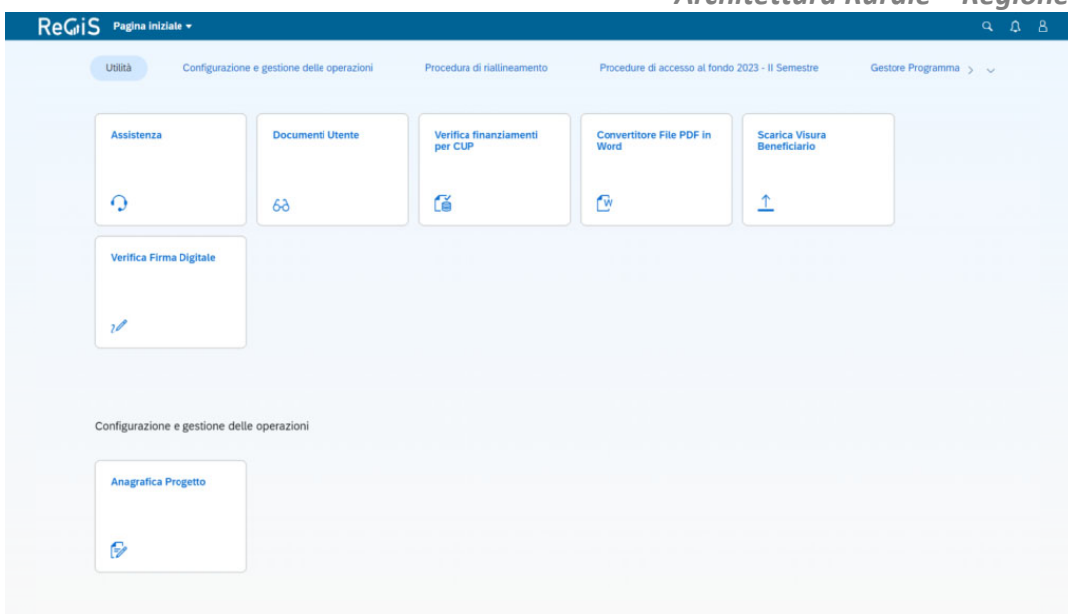 Architettura Rurale – Regione
ReGiS Pagina iniziale
Utilità Configurazione e gestione delle operazioni Procedura di riallineamento Procedure di accesso al fondo 2023 - II Semestre Gestore Programma
Assistenza
Documenti Utente
Verifica finanziamenti
per CUP
Convertitore File PDF in
Word
Scarica Visura
Beneficiario
Verifica Firma Digitale
Configurazione e gestione delle operazioni
Anagrafica Progetto